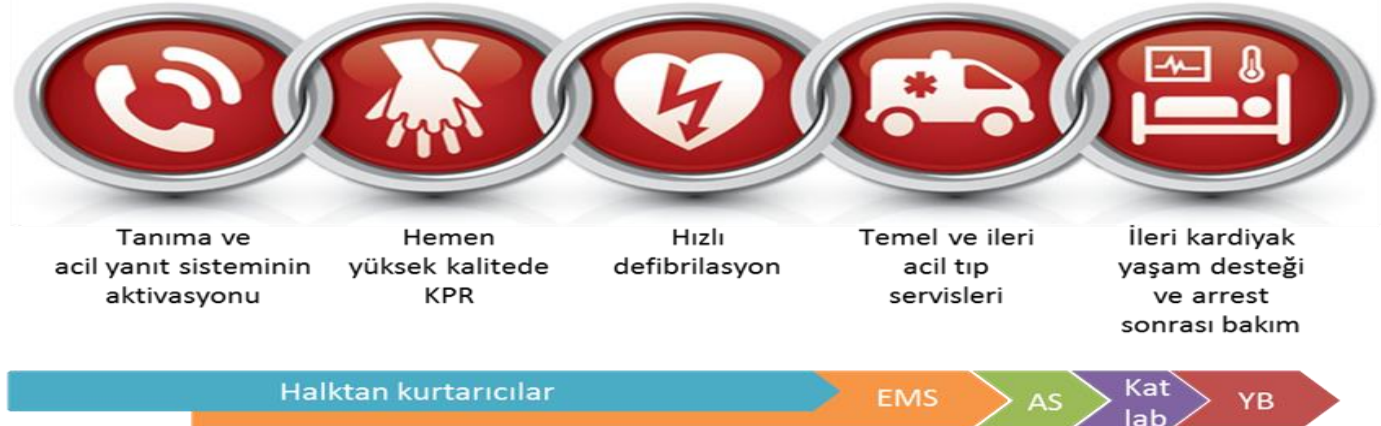 Tanıma ve
acil yanıt sisteminin
aktivasyonu
Hemen
yüksek kalitede
KPR
Hızlı
defibrilasyon
Temel ve ileri
acil tıp
servisleri
İleri kardiyak
yaşam desteği
ve arrest
sonrası bakım
Halktan kurtarıcılar
EMS
AS
Kat
lab
YB